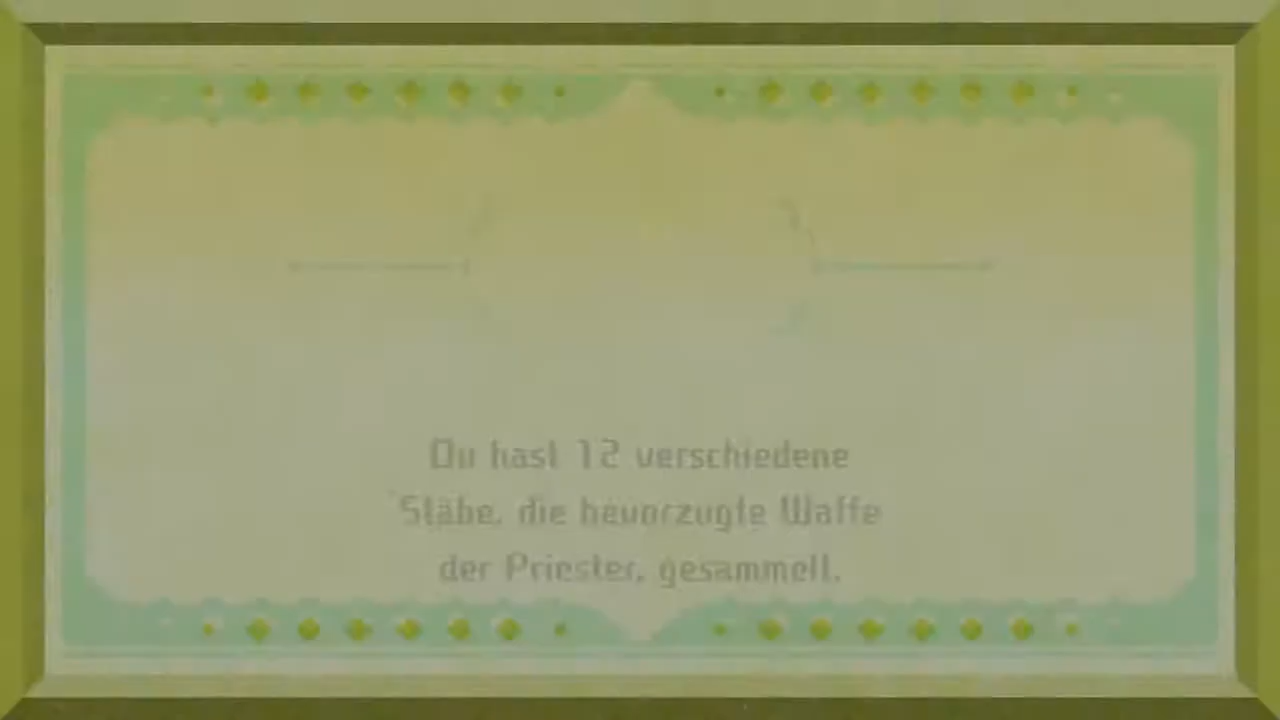 Du hast 12 verschiedene
Stäbe, die bevorzugte Waffe
der Priester, gesammelt.